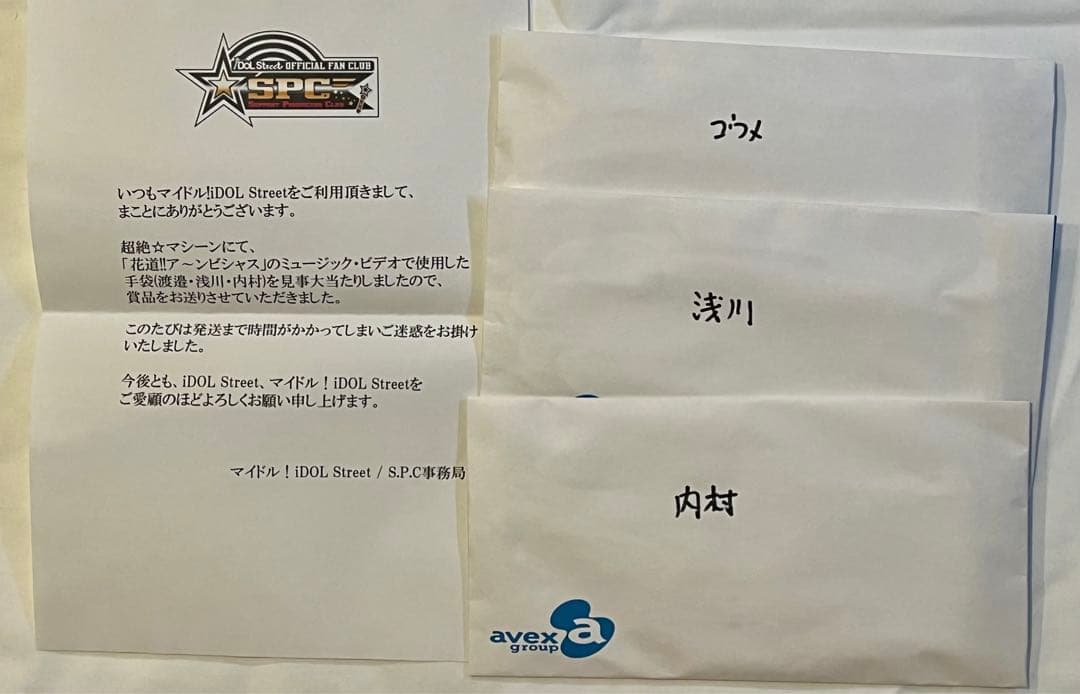 iDOL Street OFFICIAL FAN CLUB
SPC
SUPPORT PRODUCTION CLUB
いつもマイドル!iDOL Streetをご利用頂きまして、
まことにありがとうございます。
超絶☆マシーンにて、
「花道!!ア～ンビシャス」のミュージック・ビデオで使用した
手袋(渡邉・浅川・内村)を見事大当たりしましたので、
賞品をお送りさせていただきました。
このたびは発送まで時間がかかってしまいご迷惑をお掛け
いたしました。
今後とも、iDOL Street、マイドル！iDOL Streetを
ご愛顧のほどよろしくお願い申し上げます。
マイドル！iDOL Street / S.P.C事務局
コウメ
浅川
内村
avex
group
a